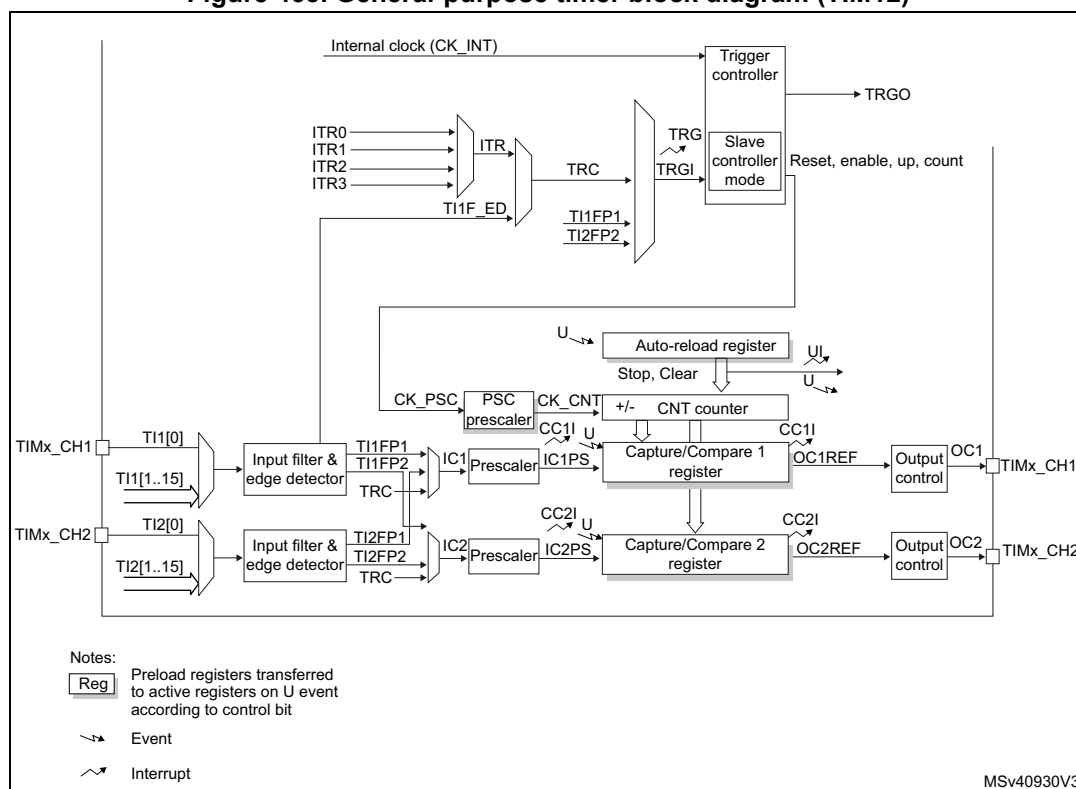 Figure 463. General-purpose timer block diagram (TIM12)
Internal clock (CK_INT)
Trigger
controller
TRGO
ITR0
ITR1
ITR2
ITR3
ITR
TRC
TRG
TRGI
Slave
controller
mode
Reset, enable, up, count
TI1F_ED
TI1FP1
TI2FP2
U
Auto-reload register
UI
Stop, Clear
U
CK_PSC
PSC
prescaler
CK_CNT
+/-
CNT counter
TIMx_CH1
TI1[0]
TI1[1..15]
Input filter &
edge detector
TI1FP1
TI1FP2
TRC
IC1
Prescaler
IC1PS
CC1I
U
Capture/Compare 1
register
CC1I
OC1REF
Output
control
OC1
TIMx_CH1
TIMx_CH2
TI2[0]
TI2[1..15]
Input filter &
edge detector
TI2FP1
TI2FP2
TRC
IC2
Prescaler
IC2PS
CC2I
U
Capture/Compare 2
register
CC2I
OC2REF
Output
control
OC2
TIMx_CH2
Notes:
Reg
Preload registers transferred
to active registers on U event
according to control bit
Event
Interrupt
MSv40930V3